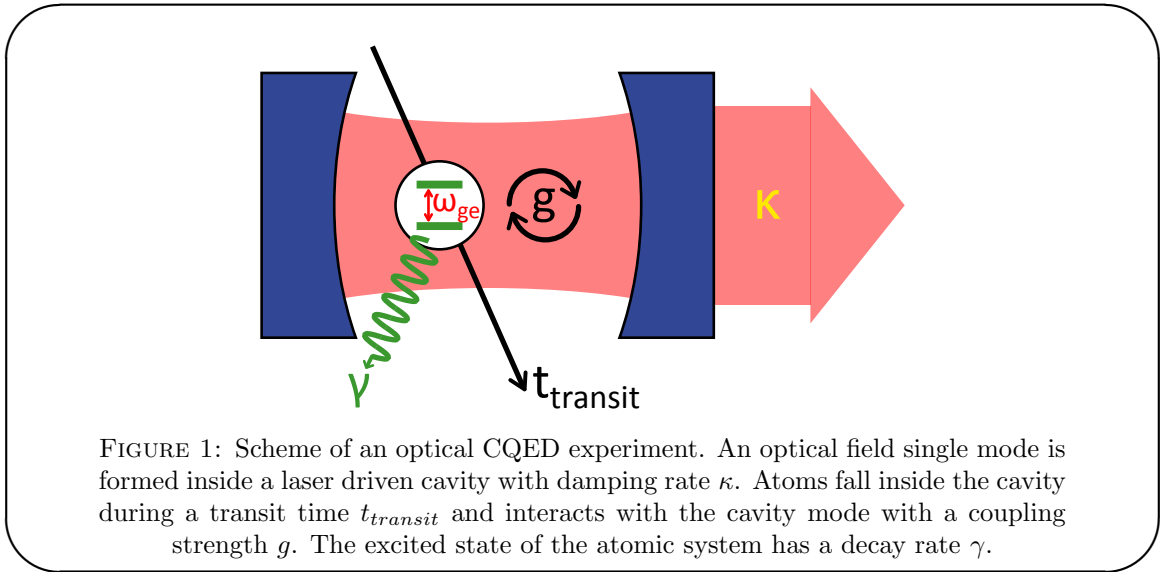 ω_ge
g
κ
γ
t_transit
FIGURE 1: Scheme of an optical CQED experiment. An optical field single mode is
formed inside a laser driven cavity with damping rate κ. Atoms fall inside the cavity
during a transit time t_transit and interacts with the cavity mode with a coupling
strength g. The excited state of the atomic system has a decay rate γ.